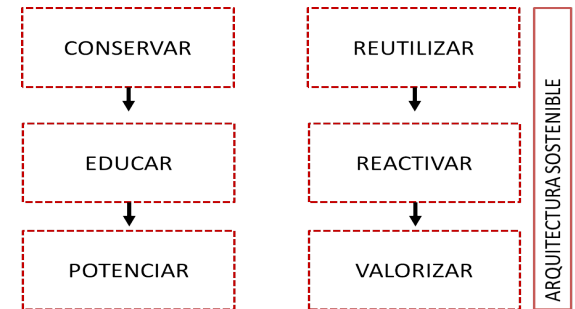 CONSERVAR
EDUCAR
POTENCIAR
REUTILIZAR
REACTIVAR
VALORIZAR
ARQUITECTURA SOSTENIBLE